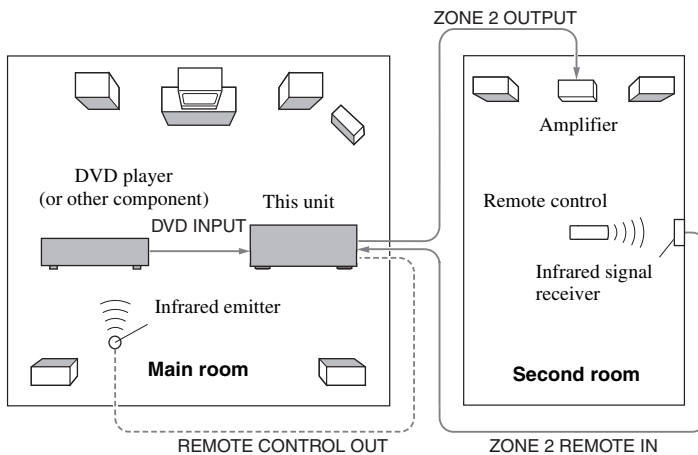 ZONE 2 OUTPUT
Amplifier
DVD player
(or other component)
This unit
DVD INPUT
Remote control
Infrared signal
receiver
Infrared emitter
Main room
Second room
REMOTE CONTROL OUT
ZONE 2 REMOTE IN